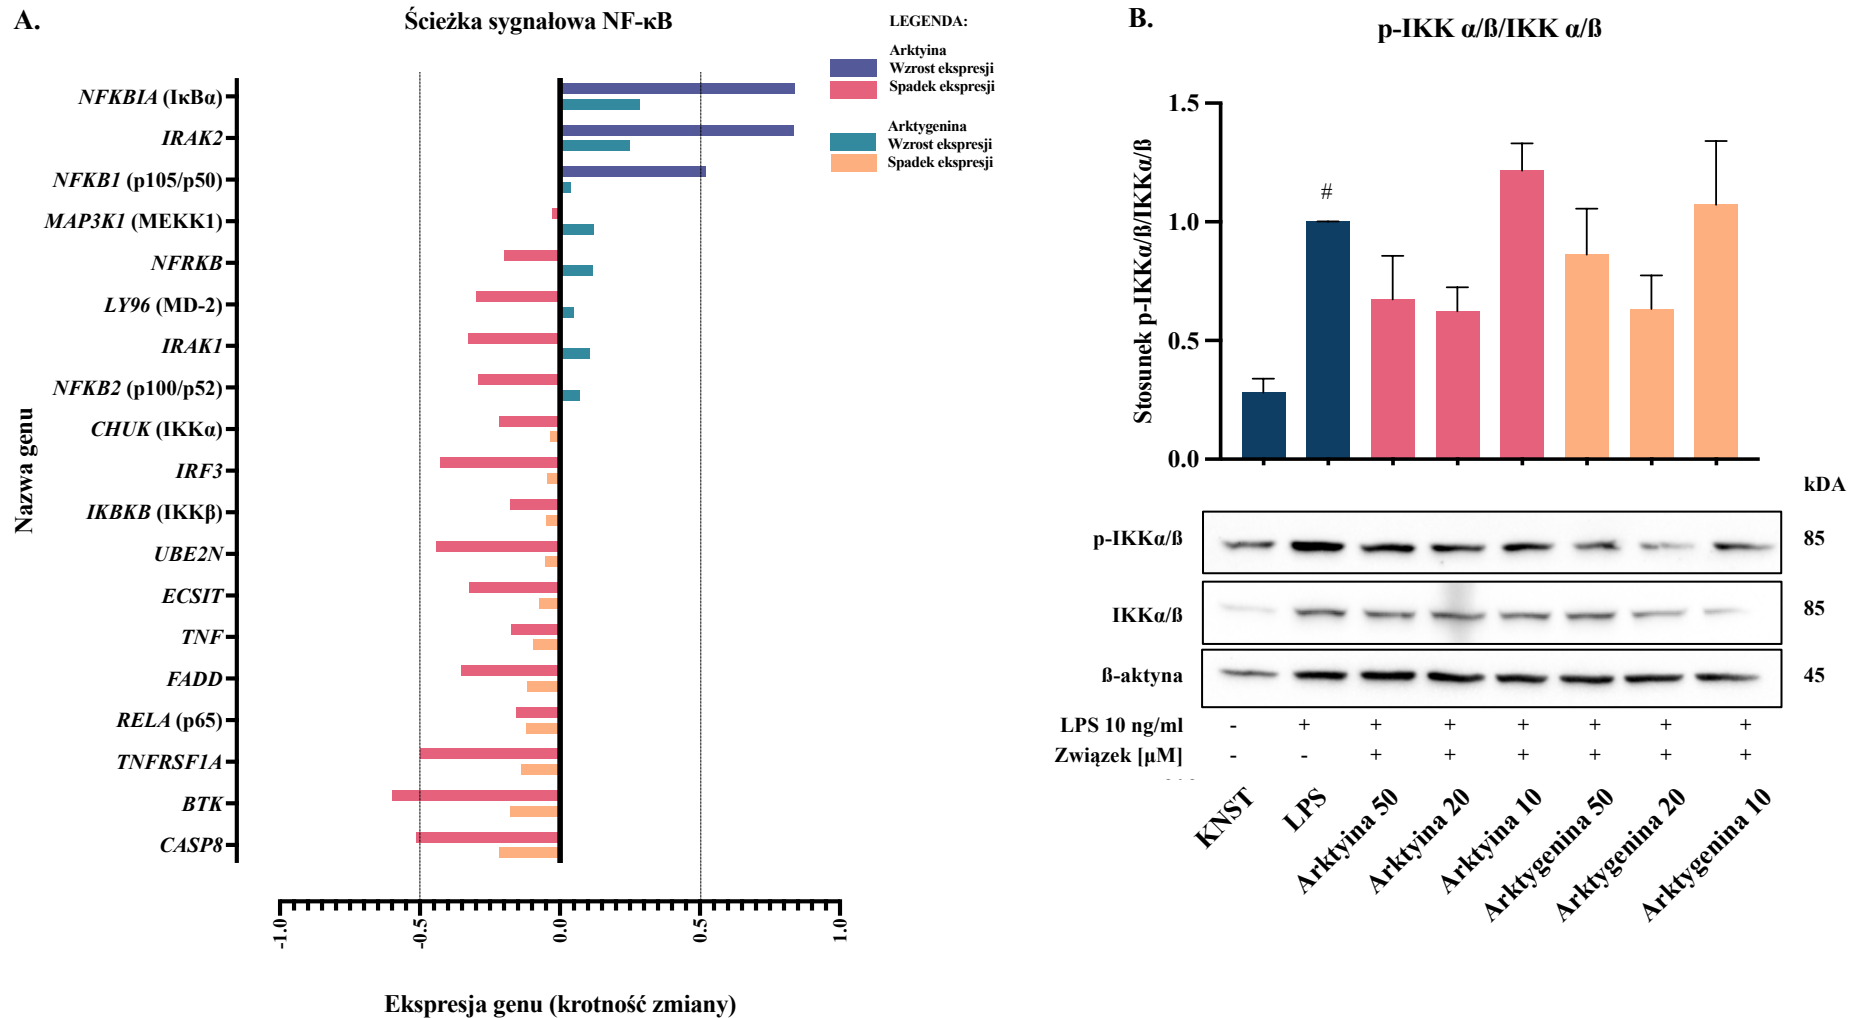 A.
Ścieżka sygnałowa NF-κB
LEGENDA:
Arktyina
Wzrost ekspresji
Spadek ekspresji
Arktygenina
Wzrost ekspresji
Spadek ekspresji
Nazwa genu
NFKBIA (IκBα)
IRAK2
NFKB1 (p105/p50)
MAP3K1 (MEKK1)
NFRKB
LY96 (MD-2)
IRAK1
NFKB2 (p100/p52)
CHUK (IKKα)
IRF3
IKBKB (IKKβ)
UBE2N
ECSIT
TNF
FADD
RELA (p65)
TNFRSF1A
BTK
CASP8
-1.0
-0.5
0.0
0.5
1.0
Ekspresja genu (krotność zmiany)
B.
p-IKK α/ß/IKK α/ß
Stosunek p-IKKα/ß/IKKα/ß
1.5
1.0
0.5
0.0
#
kDA
p-IKKα/ß 85
IKKα/ß 85
ß-aktyna 45
LPS 10 ng/ml - + + + + + + +
Związek [µM] - - + + + + + +
KNST
LPS
Arktyina 50
Arktyina 20
Arktyina 10
Arktygenina 50
Arktygenina 20
Arktygenina 10